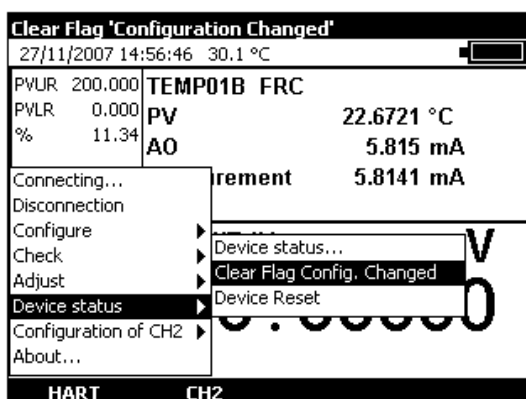 Clear Flag 'Configuration Changed'
27/11/2007 14:56:46 30.1 °C
PVUR 200.000
PVLR 0.000
% 11.34
TEMP01B FRC
PV 22.6721 °C
AO 5.815 mA
rement 5.8141 mA
Connecting...
Disconnection
Configure
Check
Adjust
Device status
Configuration of CH2
About...
Device status...
Clear Flag Config. Changed
Device Reset
V
HART CH2